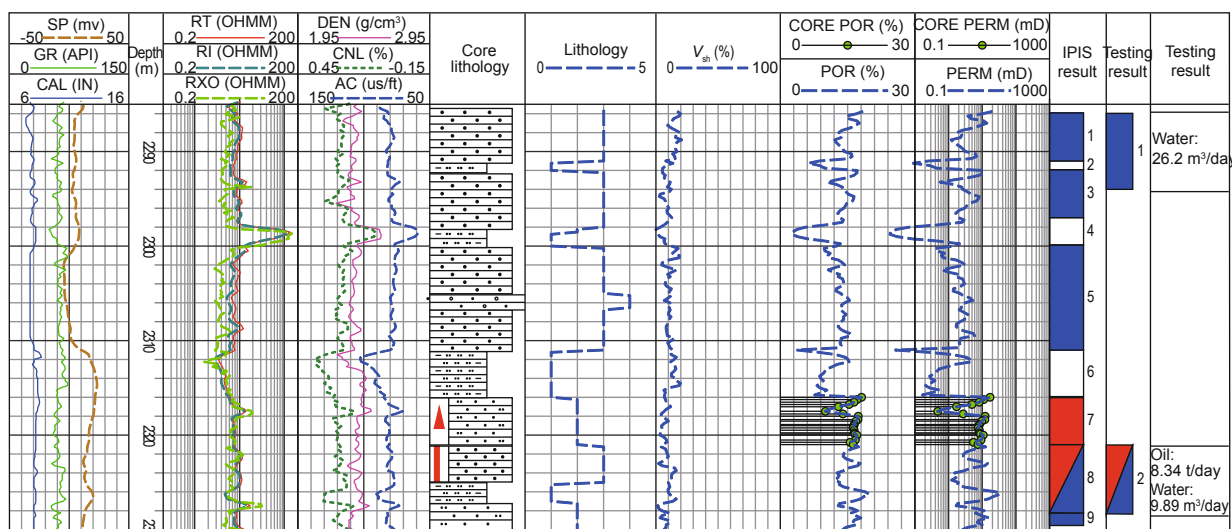 SP (mv)
-50 50
GR (API)
0 150
CAL (IN)
6 16
Depth
(m)
RT (OHMM)
0.2 200
RI (OHMM)
0.2 200
RXO (OHMM)
0.2 200
DEN (g/cm³)
1.95 2.95
CNL (%)
0.45 -0.15
AC (us/ft)
150 50
Core
lithology
Lithology
0 5
Vsh (%)
0 100
CORE POR (%)
0 30
POR (%)
0 30
CORE PERM (mD)
0.1 1000
PERM (mD)
0.1 1000
IPIS
result
Testing
result
Testing
result
2290
2300
2310
2320
1
2
3
4
5
6
7
8
9
1
2
Water:
26.2 m³/day
Oil:
8.34 t/day
Water:
9.89 m³/day